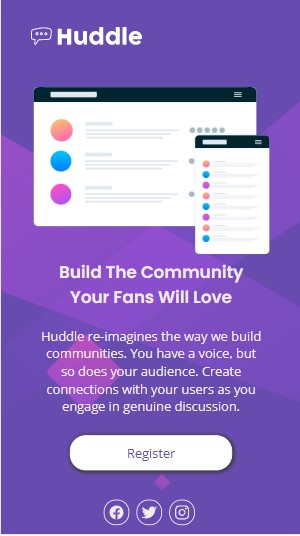 Huddle
Build The Community
Your Fans Will Love
Huddle re-imagines the way we build
communities. You have a voice, but
so does your audience. Create
connections with your users as you
engage in genuine discussion.
Register